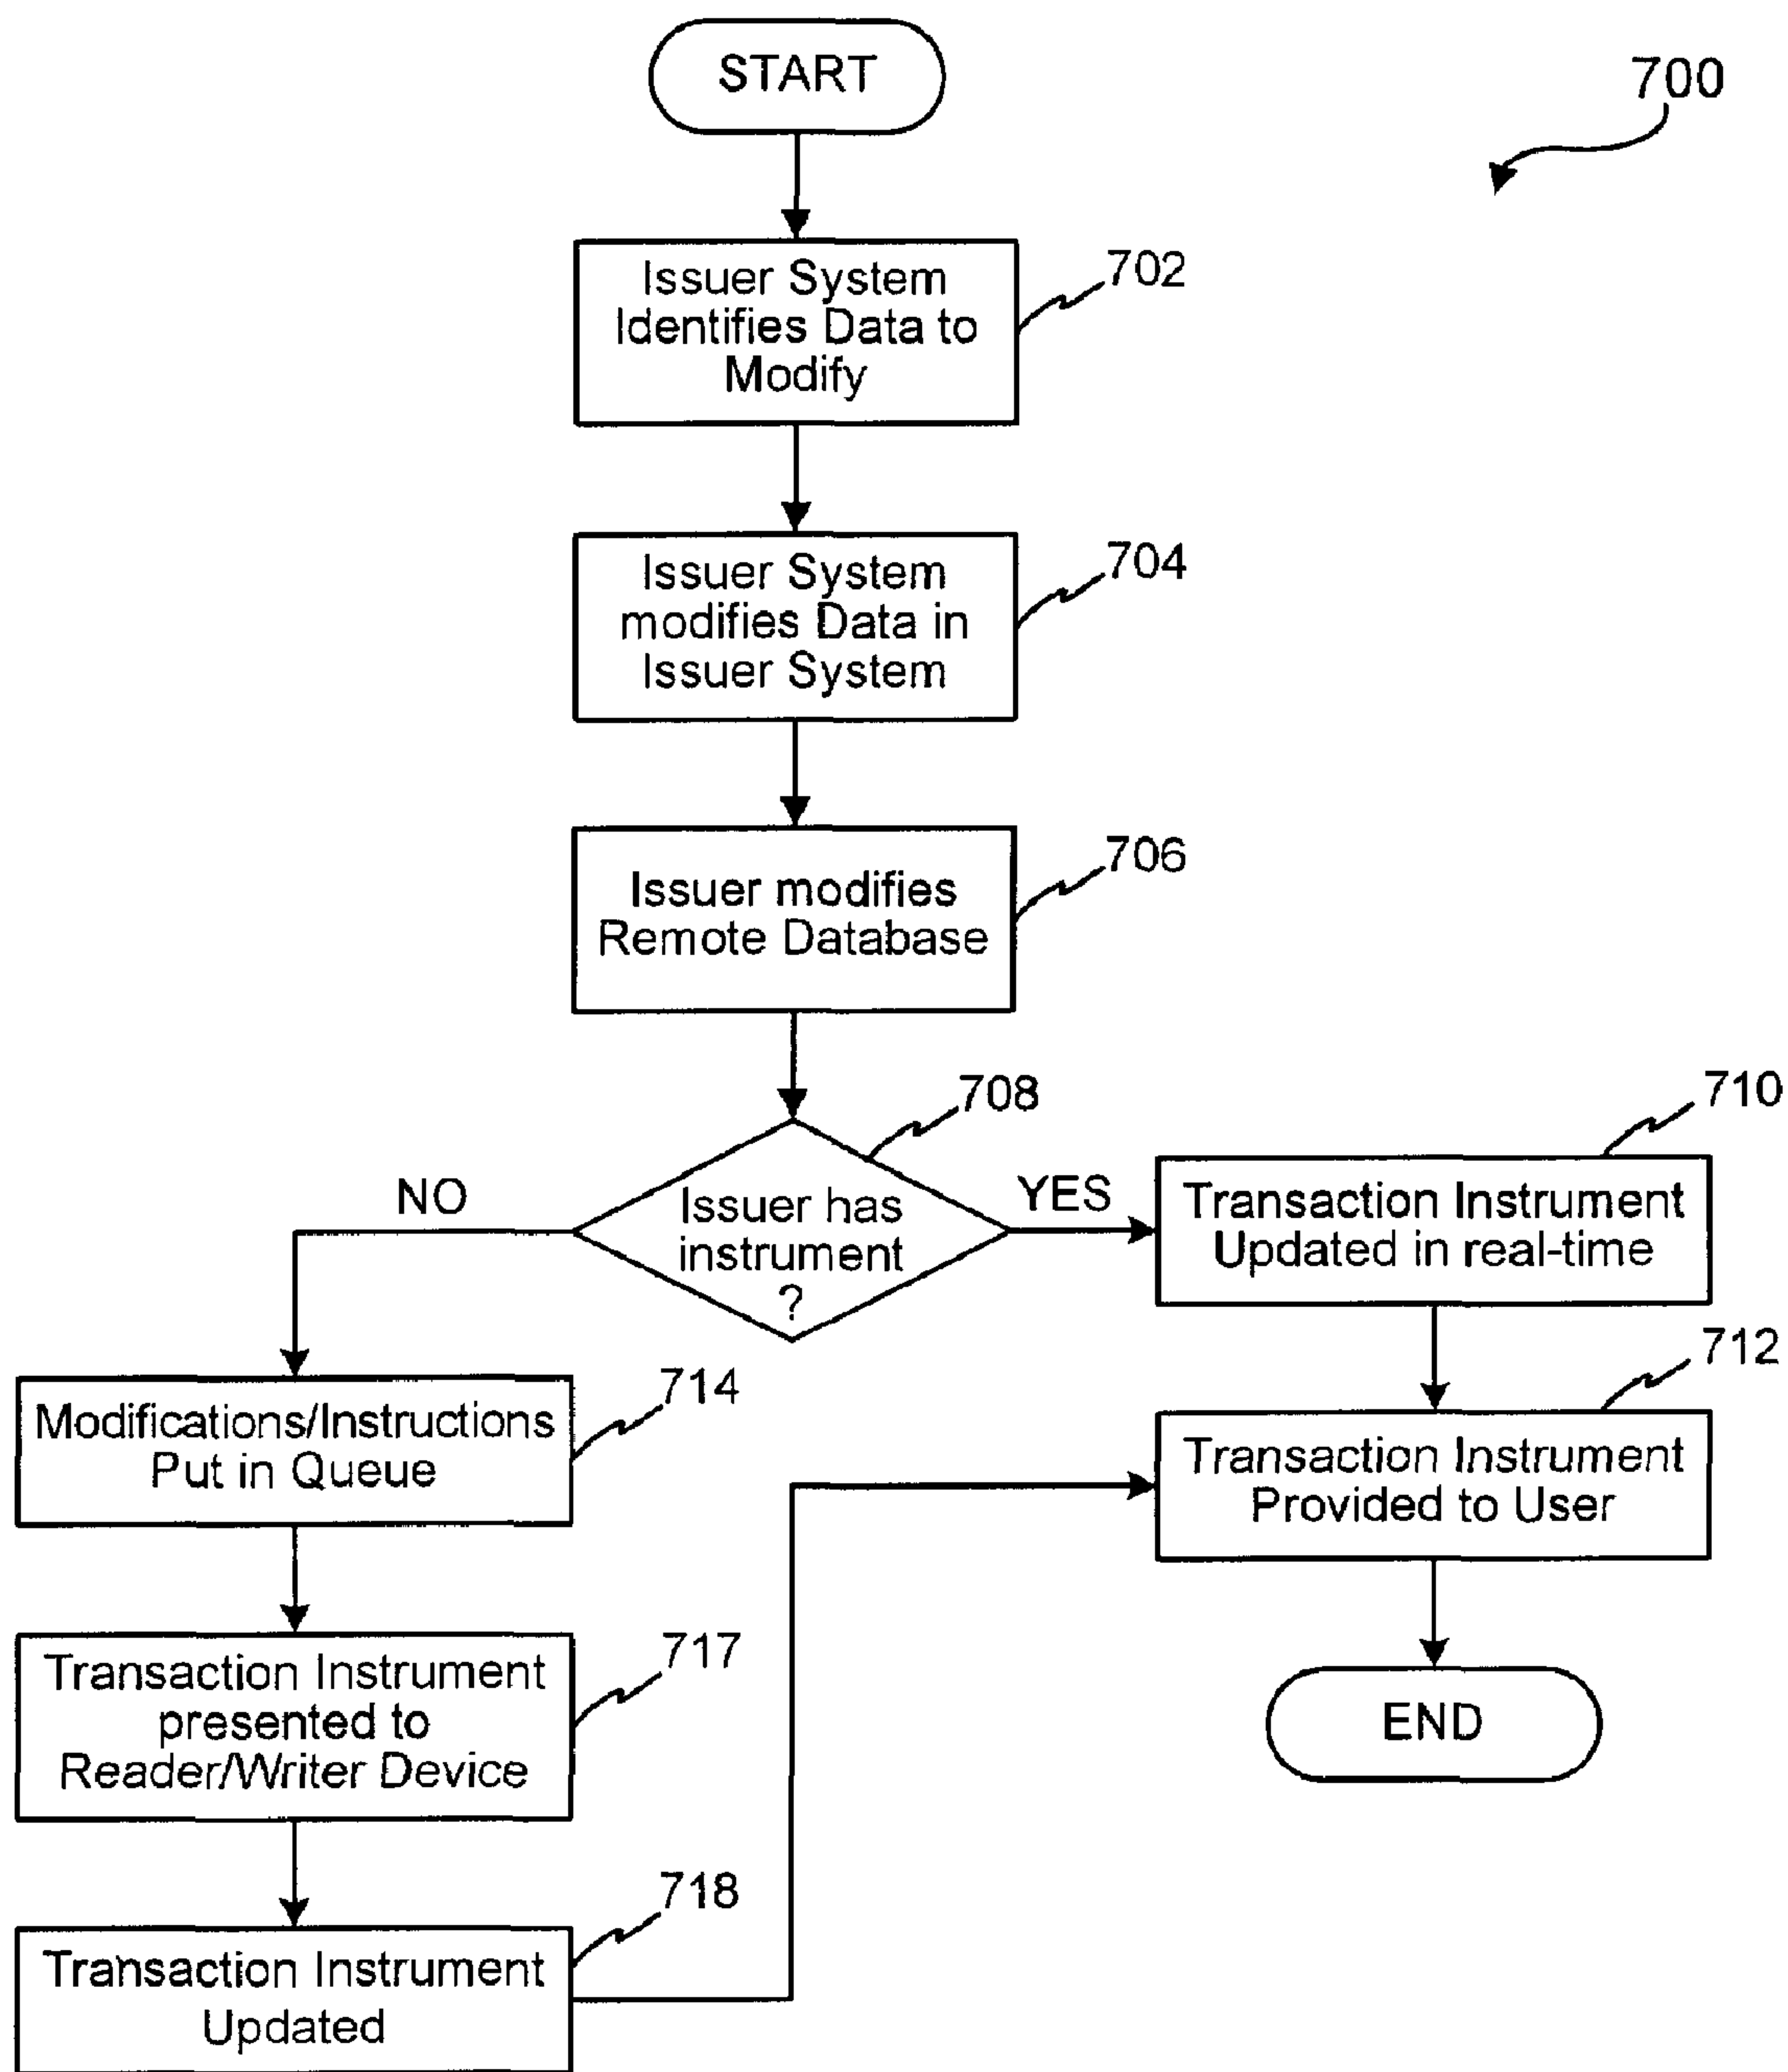 START
700
Issuer System
Identifies Data to
Modify
702
Issuer System
modifies Data in
Issuer System
704
Issuer modifies
Remote Database
706
708
Issuer has
instrument
?
NO
YES
710
Transaction Instrument
Updated in real-time
712
Transaction Instrument
Provided to User
END
714
Modifications/Instructions
Put in Queue
717
Transaction Instrument
presented to
Reader/Writer Device
718
Transaction Instrument
Updated